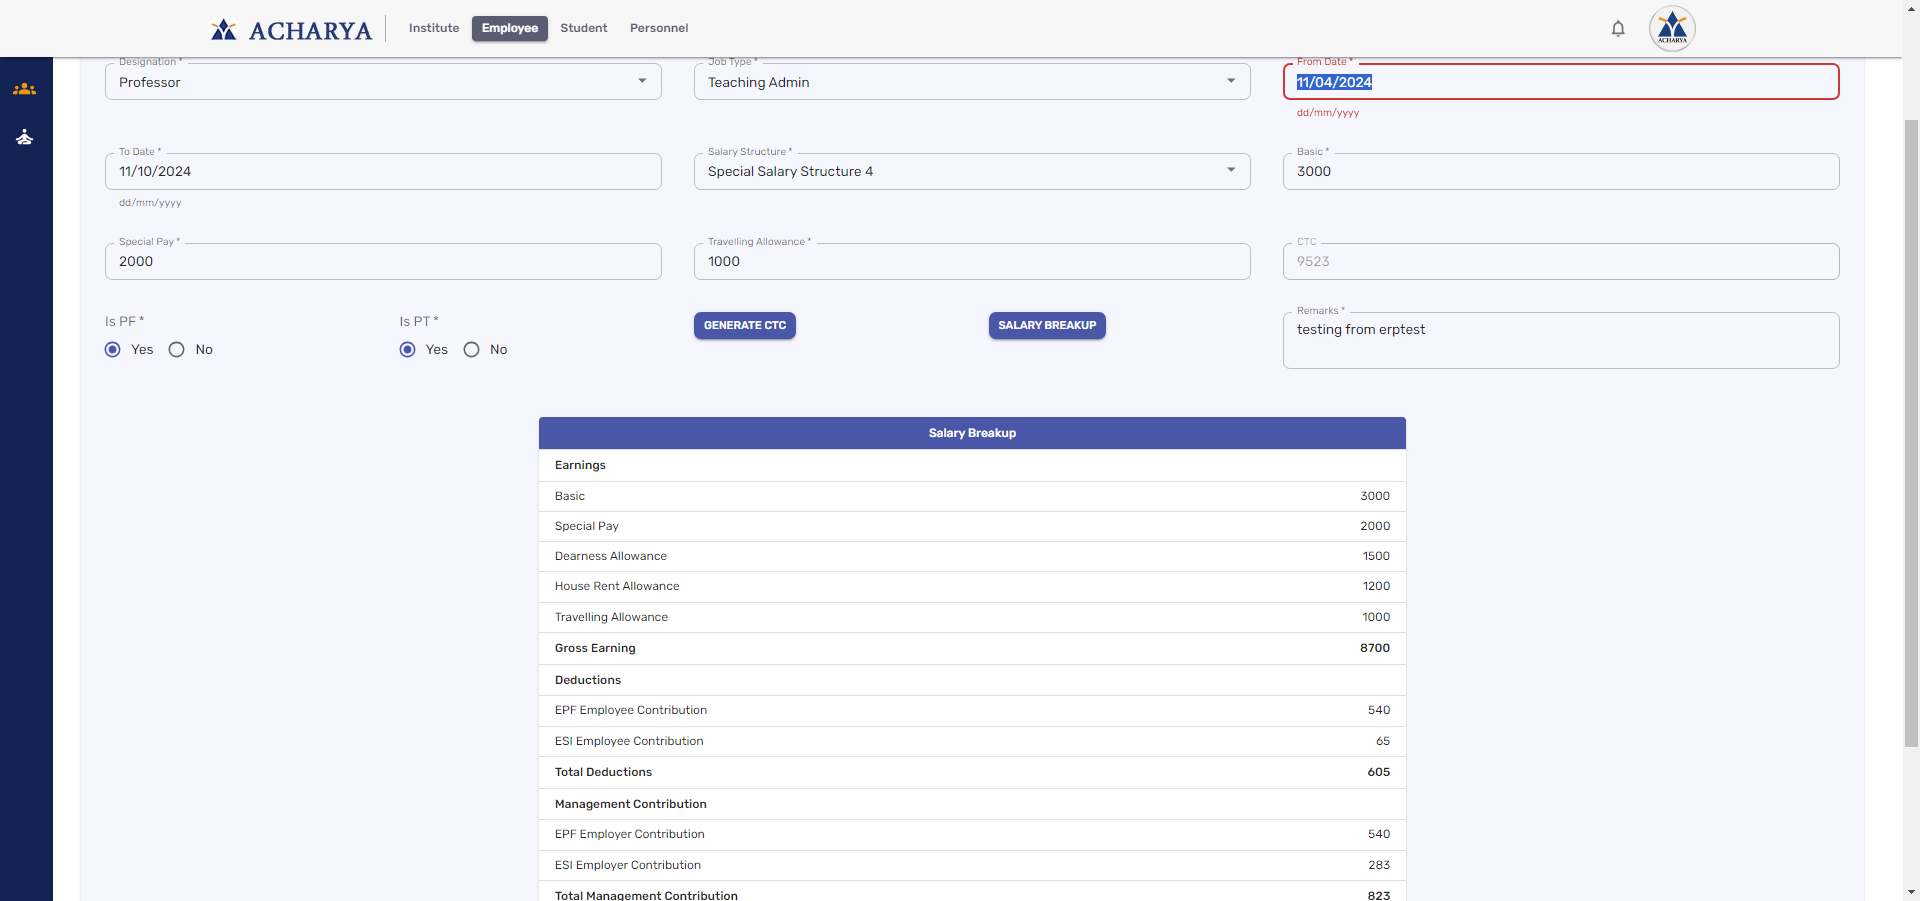 ACHARYA
Institute
Employee
Student
Personnel
ACHARYA
Designation *
Professor
Job Type *
Teaching Admin
From Date *
11/04/2024
dd/mm/yyyy
To Date *
11/10/2024
dd/mm/yyyy
Salary Structure *
Special Salary Structure 4
Basic *
3000
Special Pay *
2000
Travelling Allowance *
1000
CTC
9523
Is PF *
Yes No
Is PT *
Yes No
GENERATE CTC
SALARY BREAKUP
Remarks *
testing from erptest
Salary Breakup
Earnings
Basic 3000
Special Pay 2000
Dearness Allowance 1500
House Rent Allowance 1200
Travelling Allowance 1000
Gross Earning 8700
Deductions
EPF Employee Contribution 540
ESI Employee Contribution 65
Total Deductions 605
Management Contribution
EPF Employer Contribution 540
ESI Employer Contribution 283
Total Management Contribution 823